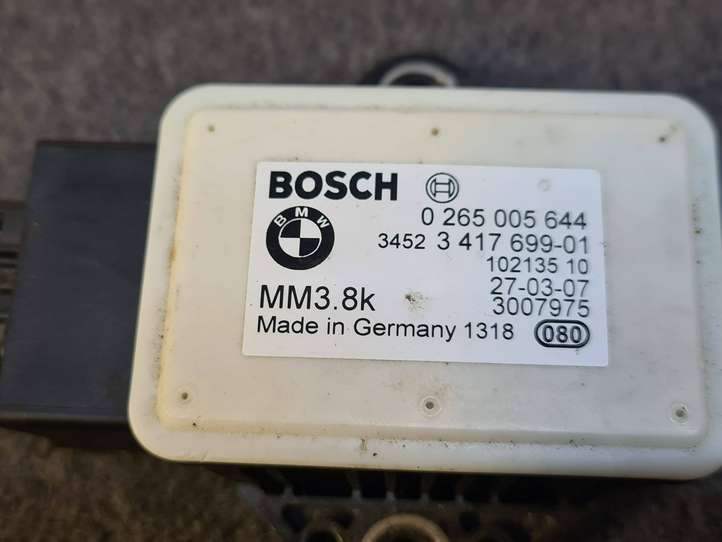 BOSCH
0 265 005 644
BMW
3452 3 417 699-01
102135 10
27-03-07
MM3.8k
3007975
Made in Germany 1318
080